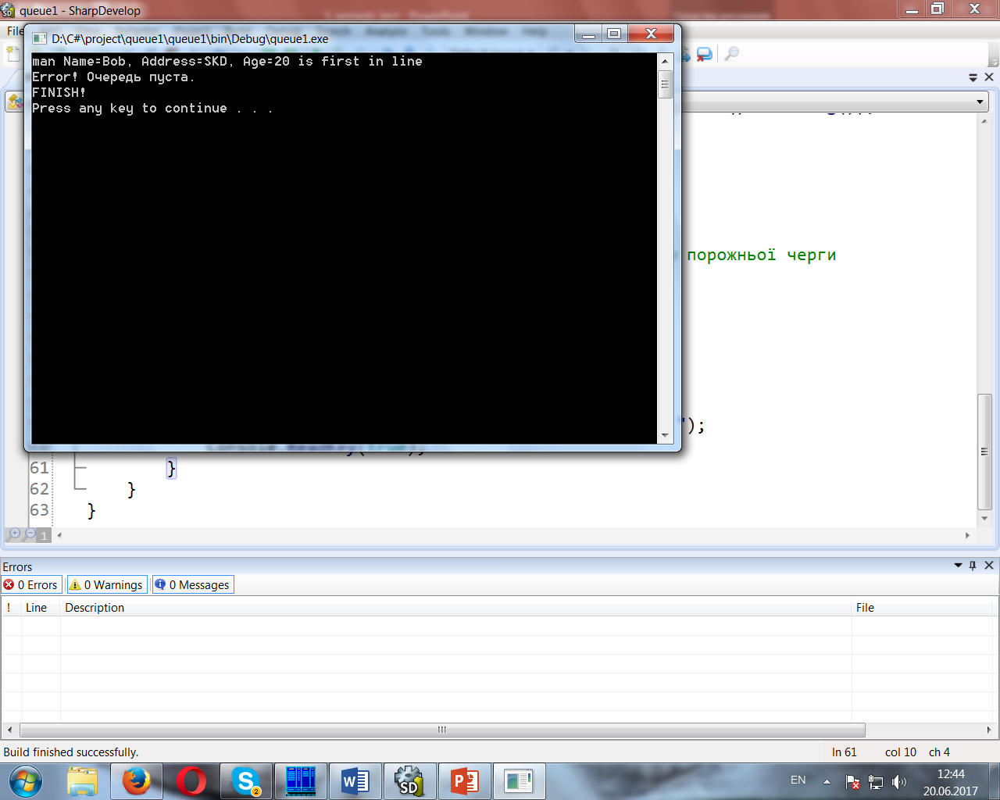 queue1 - SharpDevelop
File
D:\C#\project\queue1\queue1\bin\Debug\queue1.exe
man Name=Bob, Address=SKD, Age=20 is first in line
Error! Очередь пуста.
FINISH!
Press any key to continue . . .
порожньої черги
");
61 }
62 }
63 }
1
Errors
0 Errors
0 Warnings
0 Messages
! Line Description File
Build finished successfully.
ln 61 col 10 ch 4
EN
12:44
20.06.2017